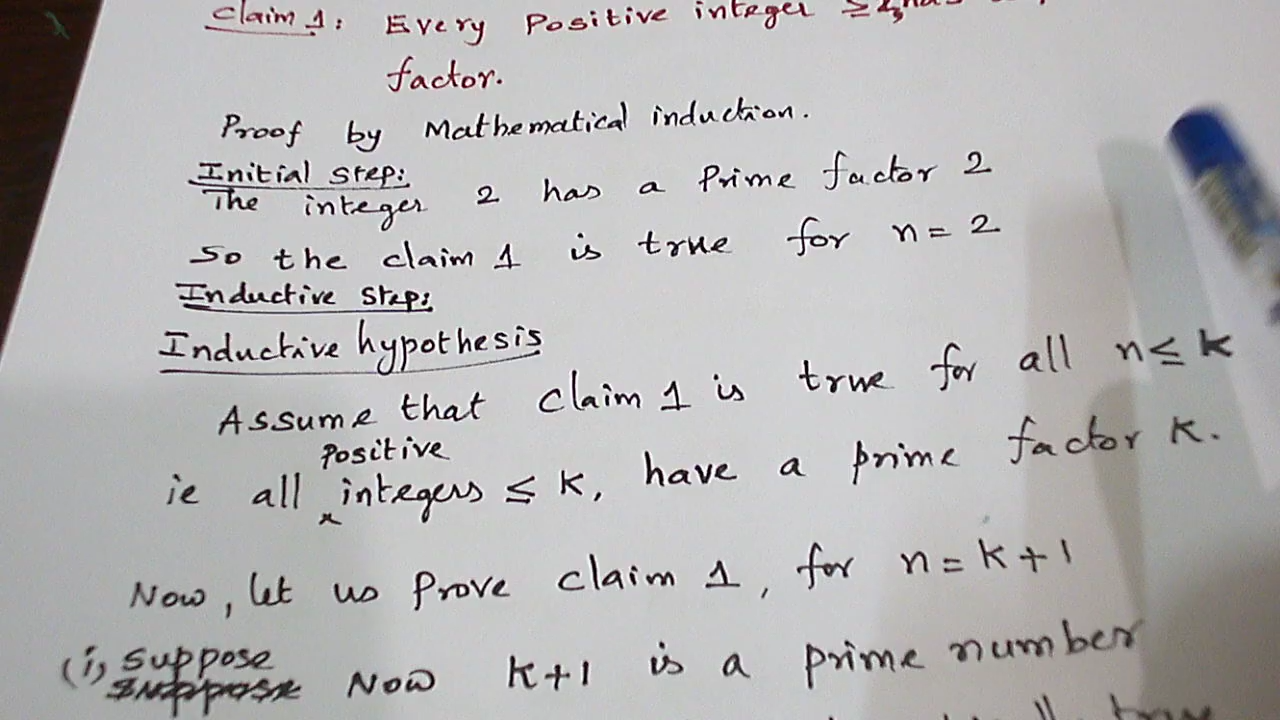 Claim 1: Every Positive integer ≥ 2, has
factor.
Proof by Mathematical induction.
Initial step:
The integer 2 has a Prime factor 2
So the claim 1 is true for n = 2
Inductive step:
Inductive hypothesis
Assume that claim 1 is true for all n ≤ k
Positive
ie all integers ≤ k, have a prime factor k.
Now, let us Prove claim 1, for n = k + 1
(i) Suppose Now k+1 is a prime number